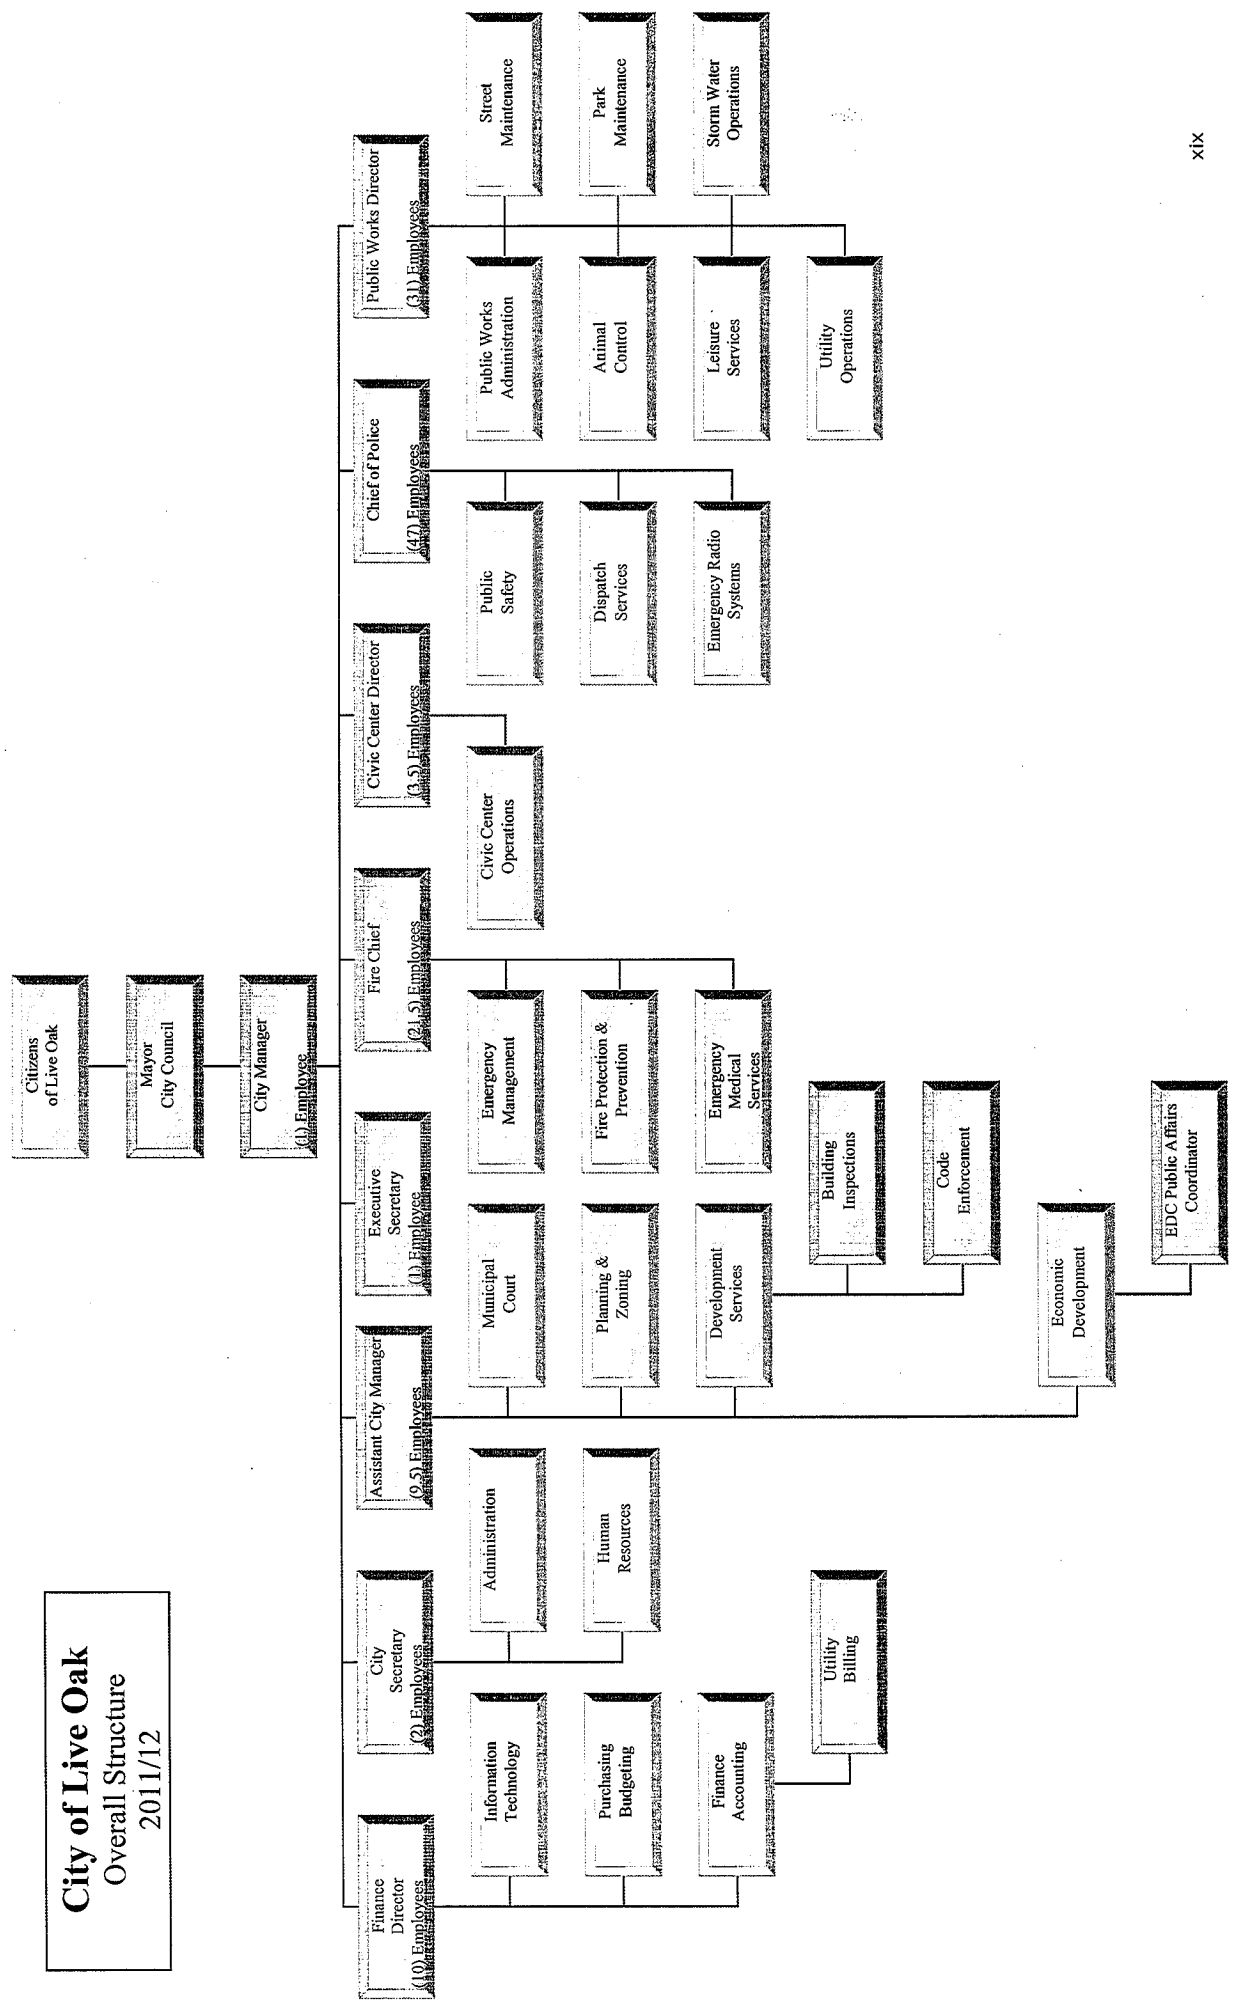 City of Live Oak
Overall Structure
2011/12
Citizens
of Live Oak
Mayor
City Council
City Manager
(1) Employee
Finance
Director
(10) Employees
City
Secretary
(2) Employees
Assistant City Manager
(9.5) Employees
Executive
Secretary
(1) Employee
Fire Chief
(21.5) Employees
Civic Center Director
(3.5) Employees
Chief of Police
(47) Employees
Public Works Director
(31) Employees
Information
Technology
Purchasing
Budgeting
Finance
Accounting
Utility
Billing
Administration
Human
Resources
Municipal
Court
Planning &
Zoning
Development
Services
Building
Inspections
Code
Enforcement
Economic
Development
EDC Public Affairs
Coordinator
Emergency
Management
Fire Protection &
Prevention
Emergency
Medical
Services
Civic Center
Operations
Public
Safety
Dispatch
Services
Emergency Radio
Systems
Public Works
Administration
Street
Maintenance
Animal
Control
Park
Maintenance
Leisure
Services
Storm Water
Operations
Utility
Operations
xix